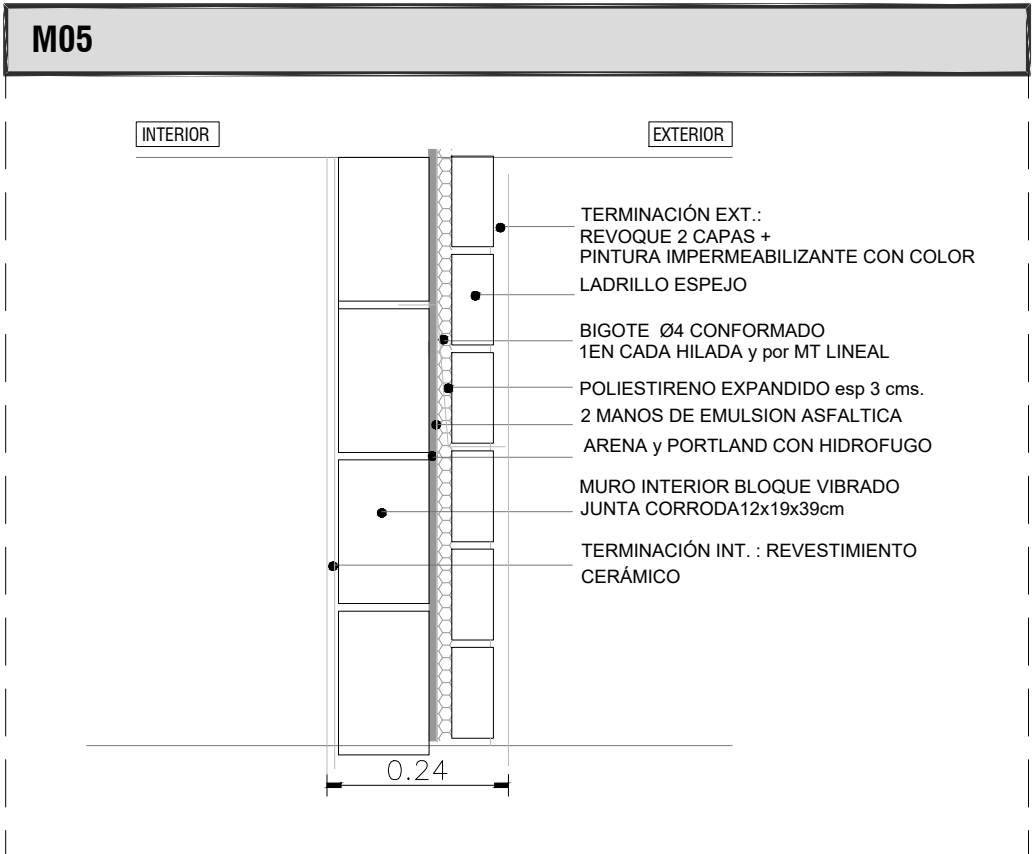 M05
INTERIOR
EXTERIOR
TERMINACIÓN EXT.:
REVOQUE 2 CAPAS +
PINTURA IMPERMEABILIZANTE CON COLOR
LADRILLO ESPEJO
BIGOTE Ø4 CONFORMADO
1EN CADA HILADA y por MT LINEAL
POLIESTIRENO EXPANDIDO esp 3 cms.
2 MANOS DE EMULSION ASFALTICA
ARENA y PORTLAND CON HIDROFUGO
MURO INTERIOR BLOQUE VIBRADO
JUNTA CORRODA12x19x39cm
TERMINACIÓN INT. : REVESTIMIENTO
CERÁMICO
0.24